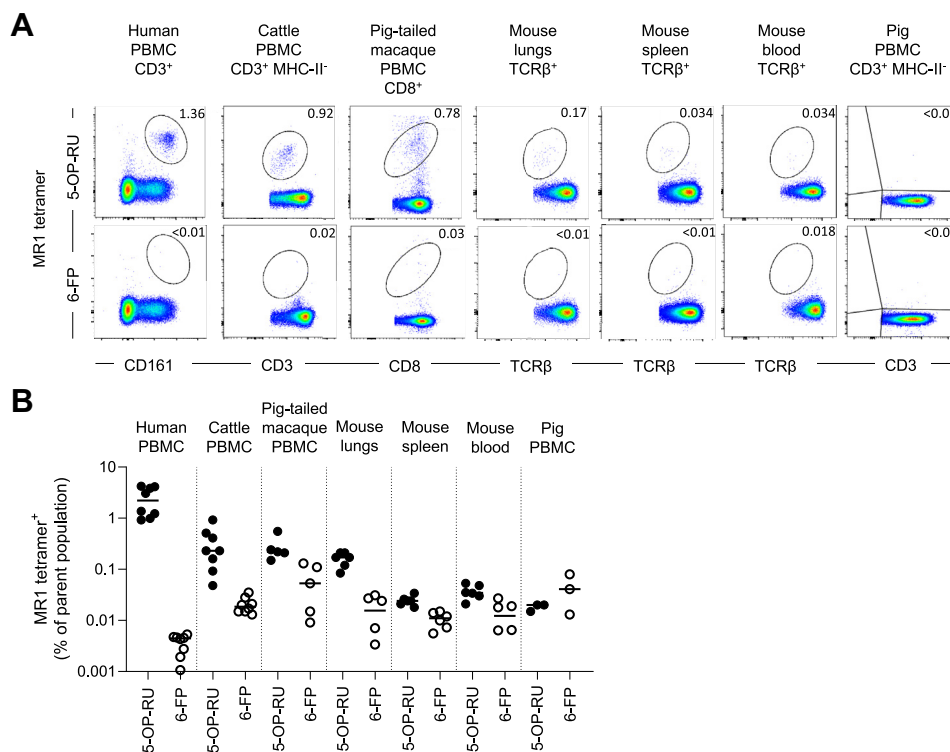 A
Human
PBMC
CD3⁺
Cattle
PBMC
CD3⁺ MHC-II⁻
Pig-tailed
macaque
PBMC
CD8⁺
Mouse
lungs
TCRβ⁺
Mouse
spleen
TCRβ⁺
Mouse
blood
TCRβ⁺
Pig
PBMC
CD3⁺ MHC-II⁻
MR1 tetramer
5-OP-RU
1.36
0.92
0.78
0.17
0.034
0.034
<0.0
6-FP
<0.01
0.02
0.03
<0.01
<0.01
0.018
<0.0
CD161
CD3
CD8
TCRβ
TCRβ
TCRβ
CD3
B
Human
PBMC
Cattle
PBMC
Pig-tailed
macaque
PBMC
Mouse
lungs
Mouse
spleen
Mouse
blood
Pig
PBMC
MR1 tetramer⁺
(% of parent population)
10
1
0.1
0.01
0.001
5-OP-RU
6-FP
5-OP-RU
6-FP
5-OP-RU
6-FP
5-OP-RU
6-FP
5-OP-RU
6-FP
5-OP-RU
6-FP
5-OP-RU
6-FP